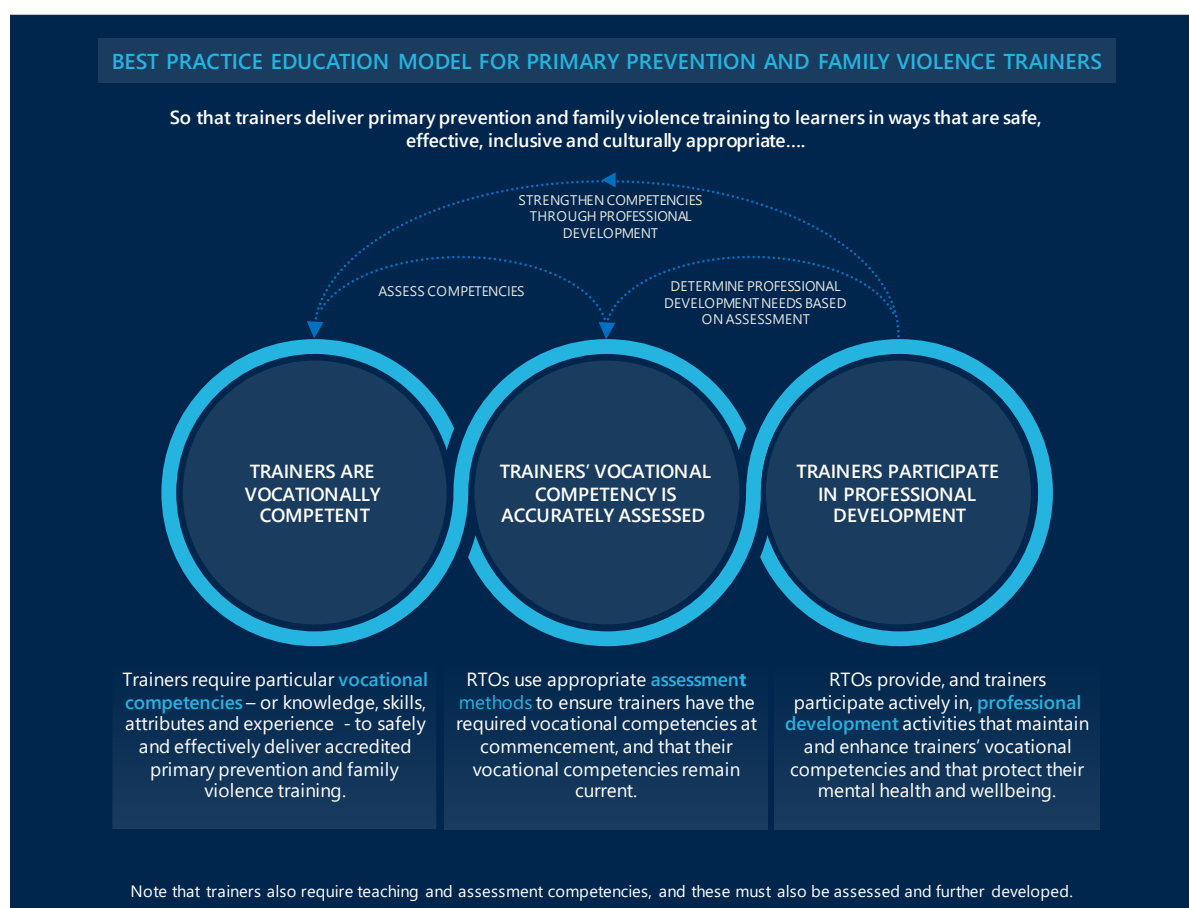 BEST PRACTICE EDUCATION MODEL FOR PRIMARY PREVENTION AND FAMILY VIOLENCE TRAINERS
So that trainers deliver primary prevention and family violence training to learners in ways that are safe,
effective, inclusive and culturally appropriate....
STRENGTHEN COMPETENCIES
THROUGH PROFESSIONAL
DEVELOPMENT
ASSESS COMPETENCIES
DETERMINE PROFESSIONAL
DEVELOPMENT NEEDS BASED
ON ASSESSMENT
TRAINERS ARE
VOCATIONALLY
COMPETENT
TRAINERS' VOCATIONAL
COMPETENCY IS
ACCURATELY ASSESSED
TRAINERS PARTICIPATE
IN PROFESSIONAL
DEVELOPMENT
Trainers require particular vocational
competencies – or knowledge, skills,
attributes and experience - to safely
and effectively deliver accredited
primary prevention and family
violence training.
RTOs use appropriate assessment
methods to ensure trainers have the
required vocational competencies at
commencement, and that their
vocational competencies remain
current.
RTOs provide, and trainers
participate actively in, professional
development activities that maintain
and enhance trainers' vocational
competencies and that protect their
mental health and wellbeing.
Note that trainers also require teaching and assessment competencies, and these must also be assessed and further developed.